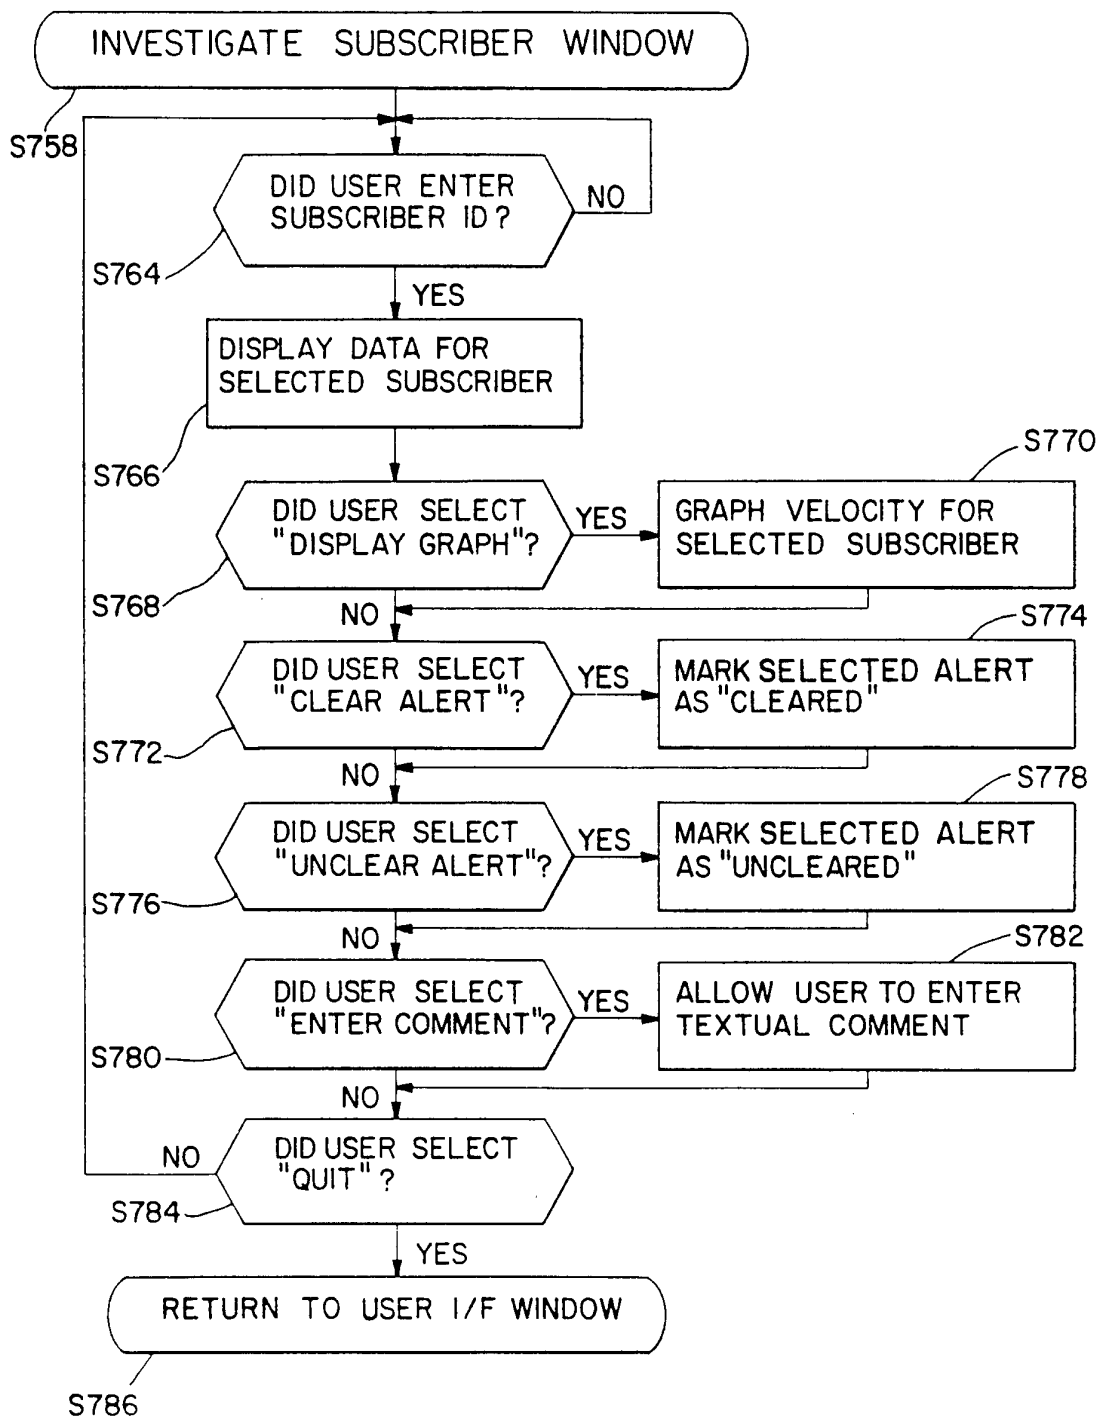 INVESTIGATE SUBSCRIBER WINDOW
S758
DID USER ENTER
SUBSCRIBER ID?
NO
S764
YES
DISPLAY DATA FOR
SELECTED SUBSCRIBER
S766
DID USER SELECT
"DISPLAY GRAPH"?
YES
S768
S770
GRAPH VELOCITY FOR
SELECTED SUBSCRIBER
NO
DID USER SELECT
"CLEAR ALERT"?
YES
S772
S774
MARK SELECTED ALERT
AS "CLEARED"
NO
DID USER SELECT
"UNCLEAR ALERT"?
YES
S776
S778
MARK SELECTED ALERT
AS "UNCLEARED"
NO
DID USER SELECT
"ENTER COMMENT"?
YES
S780
S782
ALLOW USER TO ENTER
TEXTUAL COMMENT
NO
DID USER SELECT
"QUIT"?
NO
S784
YES
RETURN TO USER I/F WINDOW
S786